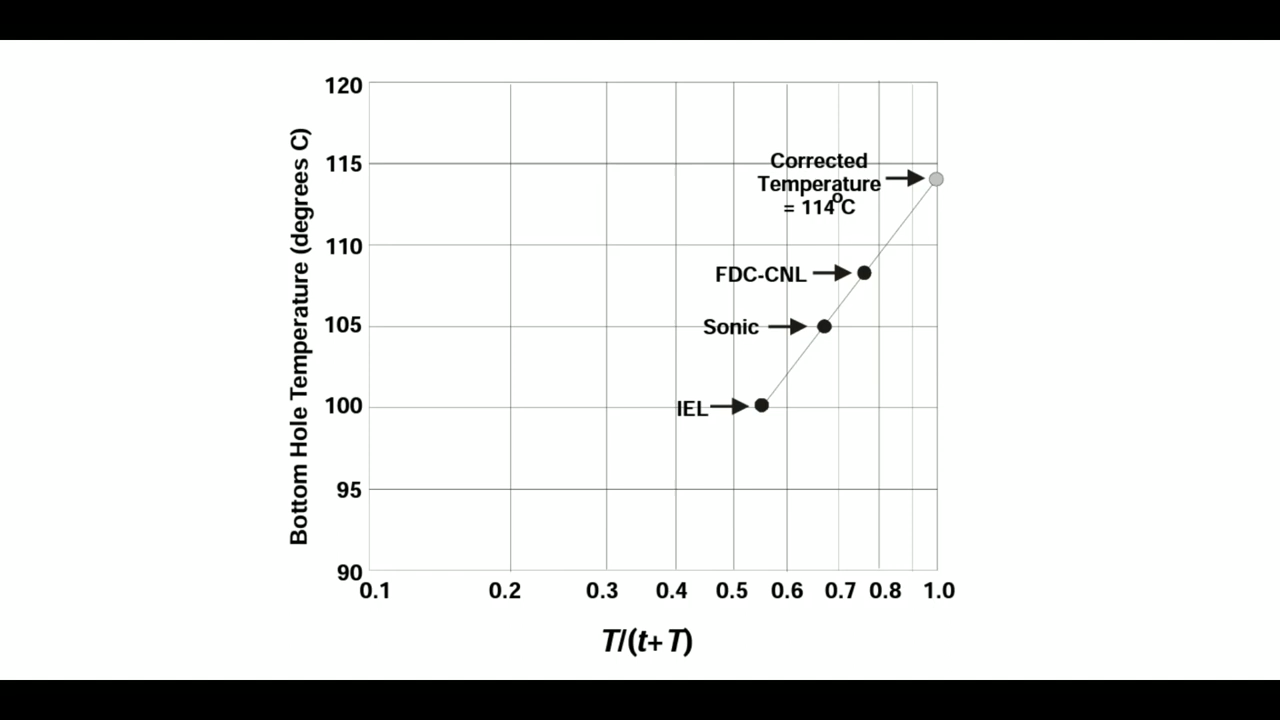 120
115
110
105
100
95
90
Bottom Hole Temperature (degrees C)
Corrected
Temperature
= 114°C
FDC-CNL
Sonic
IEL
0.1 0.2 0.3 0.4 0.5 0.6 0.7 0.8 1.0
T/(t+T)